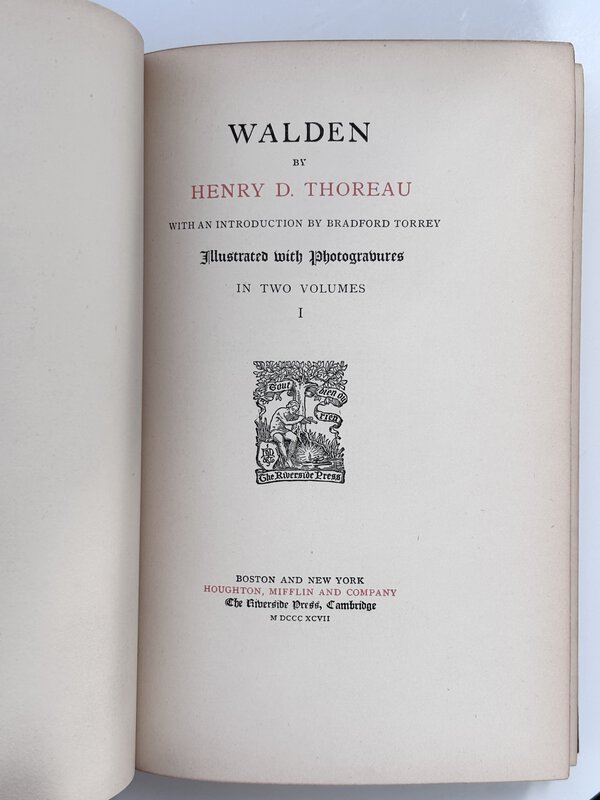 WALDEN
BY
HENRY D. THOREAU
WITH AN INTRODUCTION BY BRADFORD TORREY
Illustrated with Photogravures
IN TWO VOLUMES
I
Tout bien ou
rien
The Riverside Press
BOSTON AND NEW YORK
HOUGHTON, MIFFLIN AND COMPANY
The Riverside Press, Cambridge
M DCCC XCVII